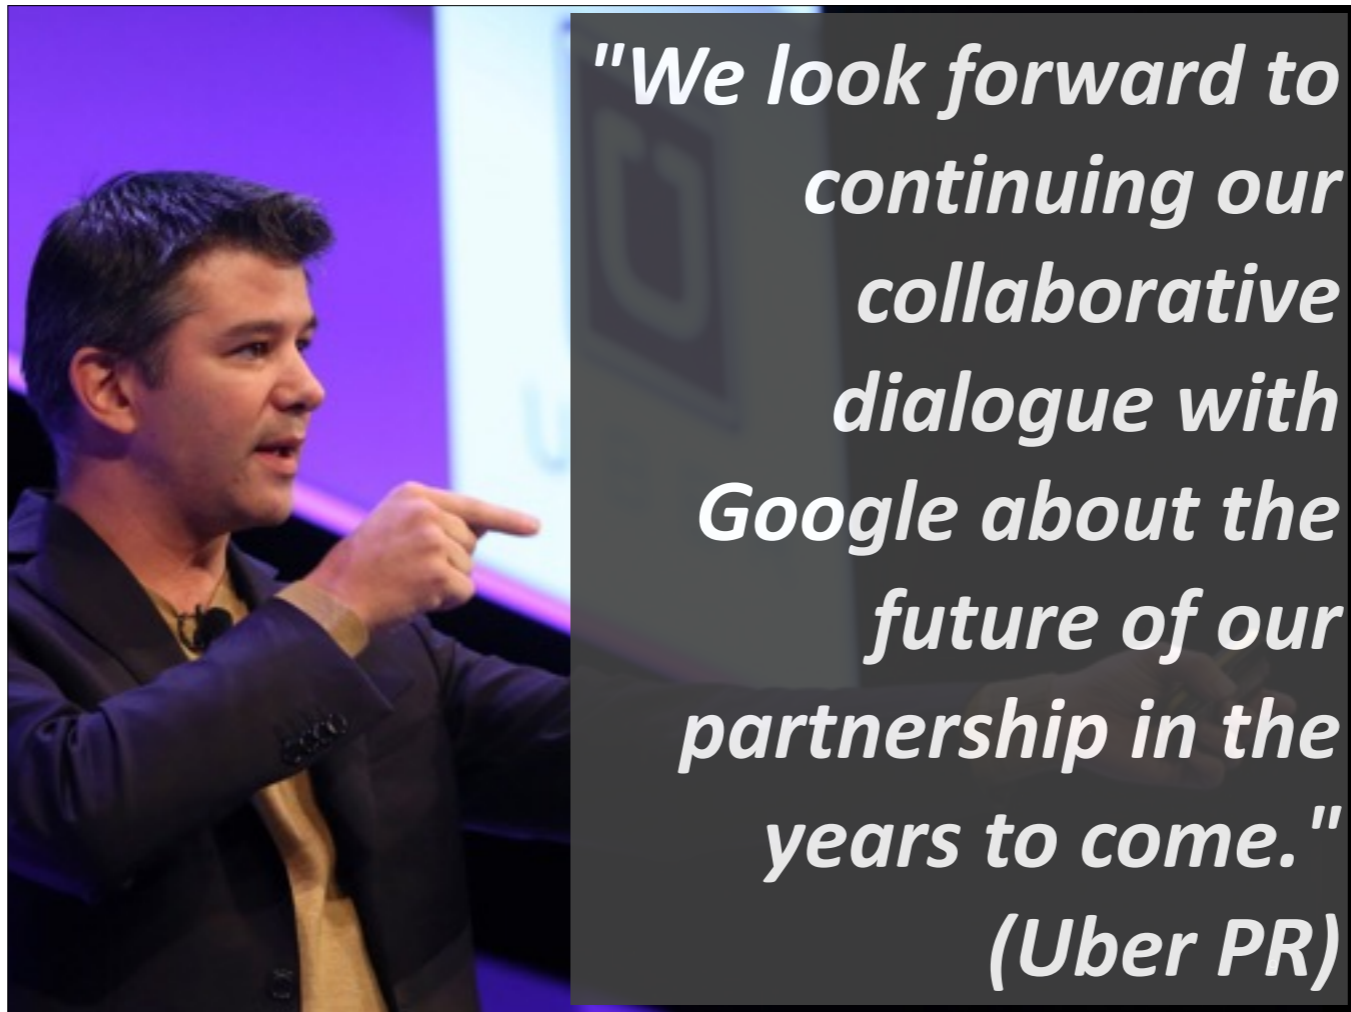 "We look forward to
continuing our
collaborative
dialogue with
Google about the
future of our
partnership in the
years to come."
(Uber PR)